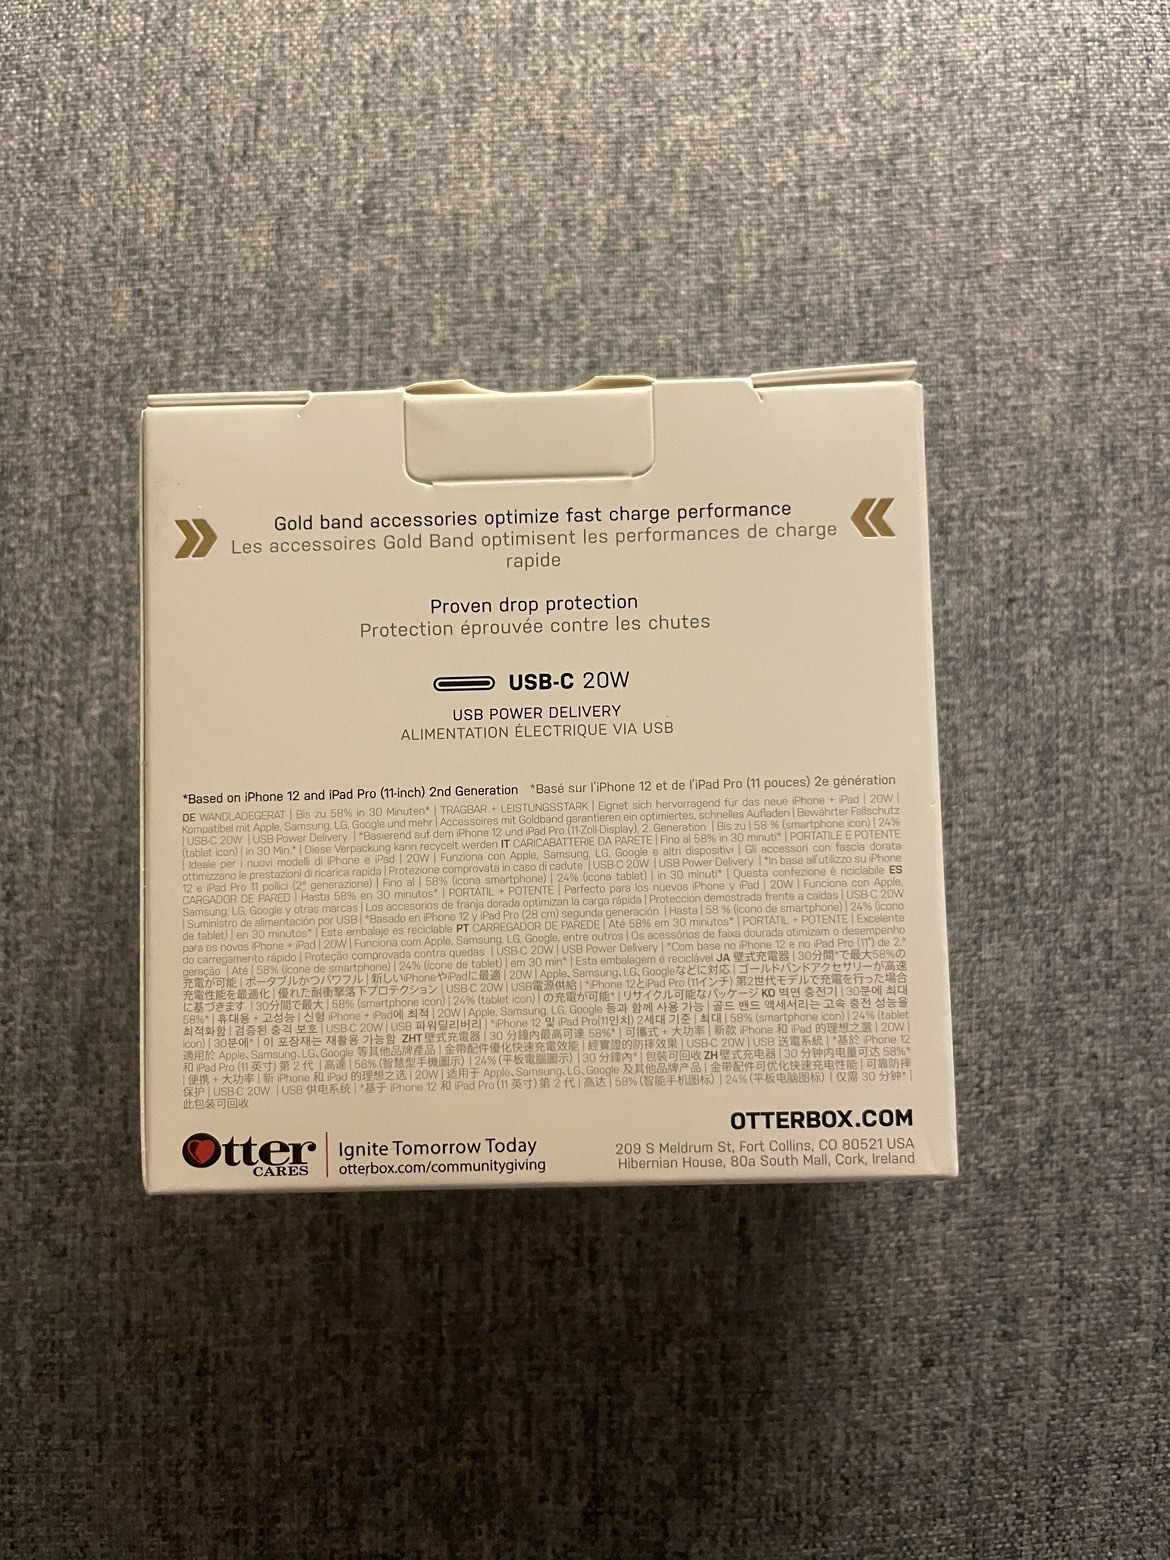 Gold band accessories optimize fast charge performance
Les accessoires Gold Band optimisent les performances de charge
rapide
Proven drop protection
Protection éprouvée contre les chutes
USB-C 20W
USB POWER DELIVERY
ALIMENTATION ÉLECTRIQUE VIA USB
*Based on iPhone 12 and iPad Pro (11-inch) 2nd Generation *Basé sur l'iPhone 12 et de l'iPad Pro (11 pouces) 2e génération
DE WANDLADEGERÄT | Bis zu 58% in 30 Minuten* | TRAGBAR + LEISTUNGSSTARK | Eignet sich hervorragend für das neue iPhone + iPad | 20W |
Kompatibel mit Apple, Samsung, LG, Google und mehr | Accessoires mit Goldband garantieren ein optimiertes, schnelles Aufladen | Bewährter Fallschutz
| USB-C 20W | USB Power Delivery | *Basierend auf dem iPhone 12 und iPad Pro (11-Zoll-Display), 2. Generation | Bis zu | 58 % (smartphone icon) | 24%
(tablet icon) | in 30 Min.* | Diese Verpackung kann recycelt werden IT CARICABATTERIE DA PARETE | Fino al 58% in 30 minuti* | PORTATILE E POTENTE
| Ideale per i nuovi modelli di iPhone e iPad | 20W | Funziona con Apple, Samsung, LG, Google e altri dispositivi | Gli accessori con fascia dorata
ottimizzano le prestazioni di ricarica rapida | Protezione comprovata in caso di cadute | USB-C 20W | USB Power Delivery | *In base all'utilizzo su iPhone
12 e iPad Pro 11 pollici (2ª generazione) | Fino al | 58% (icona smartphone) | 24% (icona tablet) | in 30 minuti* | Questa confezione è riciclabile ES
CARGADOR DE PARED | Hasta 58% en 30 minutos* | PORTÁTIL + POTENTE | Perfecto para los nuevos iPhone y iPad | 20W | Funciona con Apple,
Samsung, LG, Google y otras marcas | Los accesorios de franja dorada optimizan la carga rápida | Protección demostrada frente a caídas | USB-C 20W
| Suministro de alimentación por USB | *Basado en iPhone 12 y iPad Pro (28 cm) segunda generación | Hasta | 58 % (icono de smartphone) | 24% (icono
de tablet) | en 30 minutos* | Este embalaje es reciclable PT CARREGADOR DE PAREDE | Até 58% em 30 minutos* | PORTÁTIL + POTENTE | Excelente
para os novos iPhone + iPad | 20W | Funciona com Apple, Samsung, LG, Google, entre outros | Os acessórios de faixa dourada otimizam o desempenho
do carregamento rápido | Proteção comprovada contra quedas | USB-C 20W | USB Power Delivery | *Com base no iPhone 12 e no iPad Pro (11") de 2.ª
geração | Até | 58% (ícone de smartphone) | 24% (ícone de tablet) | em 30 min* | Esta embalagem é reciclável JA 壁式充電器 | 30分間*で最大58%の
充電が可能 | ポータブルかつパワフル | 新しいiPhoneやiPadに最適 | 20W | Apple、Samsung、LG、Googleなどに対応 | ゴールドバンドアクセサリーが高速
充電性能を最適化 | 優れた耐衝撃落下プロテクション | USB-C 20W | USB電源供給 | *iPhone 12とiPad Pro (11インチ) 第2世代モデルで充電を行った場合
に基づきます | 30分間で最大 | 58% (smartphone icon) | 24% (tablet icon) | の充電が可能* | リサイクル可能なパッケージ KO 벽면 충전기 | 30분에 최대
58%* | 휴대용 + 고성능 | 신형 iPhone + iPad에 최적 | 20W | Apple, Samsung, LG, Google 등과 함께 사용 가능 | 골드 밴드 액세서리는 고속 충전 성능을
최적화함 | 검증된 충격 보호 | USB-C 20W | USB 파워딜리버리 | *iPhone 12 및 iPad Pro(11인치) 2세대 기준 | 최대 | 58% (smartphone icon) | 24% (tablet
icon) | 30분에* | 이 포장재는 재활용 가능함 ZHT 壁式充電器 | 30 分鐘內最高可達 58%* | 可攜式 + 大功率 | 新款 iPhone 和 iPad 的理想之選 | 20W |
適用於 Apple、Samsung、LG、Google 等其他品牌產品 | 金帶配件優化快速充電效能 | 經實證的防摔效果 | USB-C 20W | USB 送電系統 | *基於 iPhone 12
和 iPad Pro (11 英寸) 第 2 代 | 高達 | 58% (智慧型手機圖示) | 24% (平板電腦圖示) | 30 分鐘內* | 包裝可回收 ZH 壁式充电器 | 30 分钟内电量可达 58%*
| 便携 + 大功率 | 新 iPhone 和 iPad 的理想之选 | 20W | 适用于 Apple、Samsung、LG、Google 及其他品牌产品 | 金带配件可优化快速充电性能 | 可靠防摔
保护 | USB-C 20W | USB 供电系统 | *基于 iPhone 12 和 iPad Pro (11 英寸) 第 2 代 | 高达 | 58% (智能手机图标) | 24% (平板电脑图标) | 仅需 30 分钟* |
此包装可回收
OTTERBOX.COM
Otter
CARES
Ignite Tomorrow Today
otterbox.com/communitygiving
209 S Meldrum St, Fort Collins, CO 80521 USA
Hibernian House, 80a South Mall, Cork, Ireland